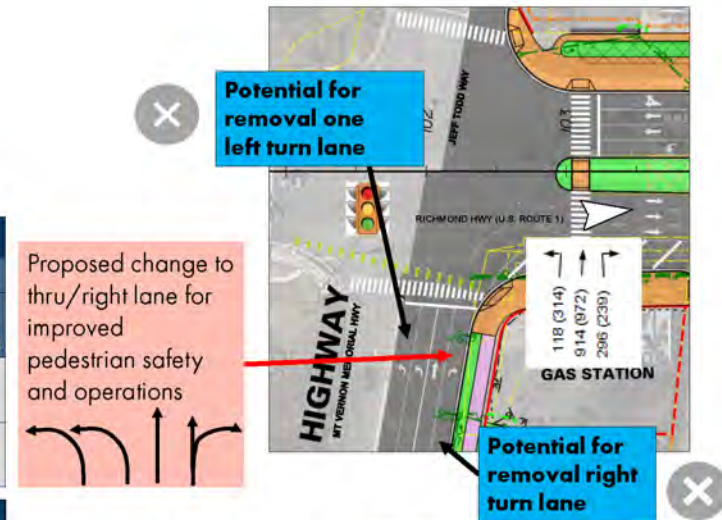 Potential for
removal one
left turn lane
JEFF TODD WAY
102
103
RICHMOND HWY (U.S. ROUTE 1)
Proposed change to
thru/right lane for
improved
pedestrian safety
and operations
HIGHWAY
MT VERNON MEMORIAL HWY
118 (314)
914 (972)
296 (239)
GAS STATION
Potential for
removal right
turn lane